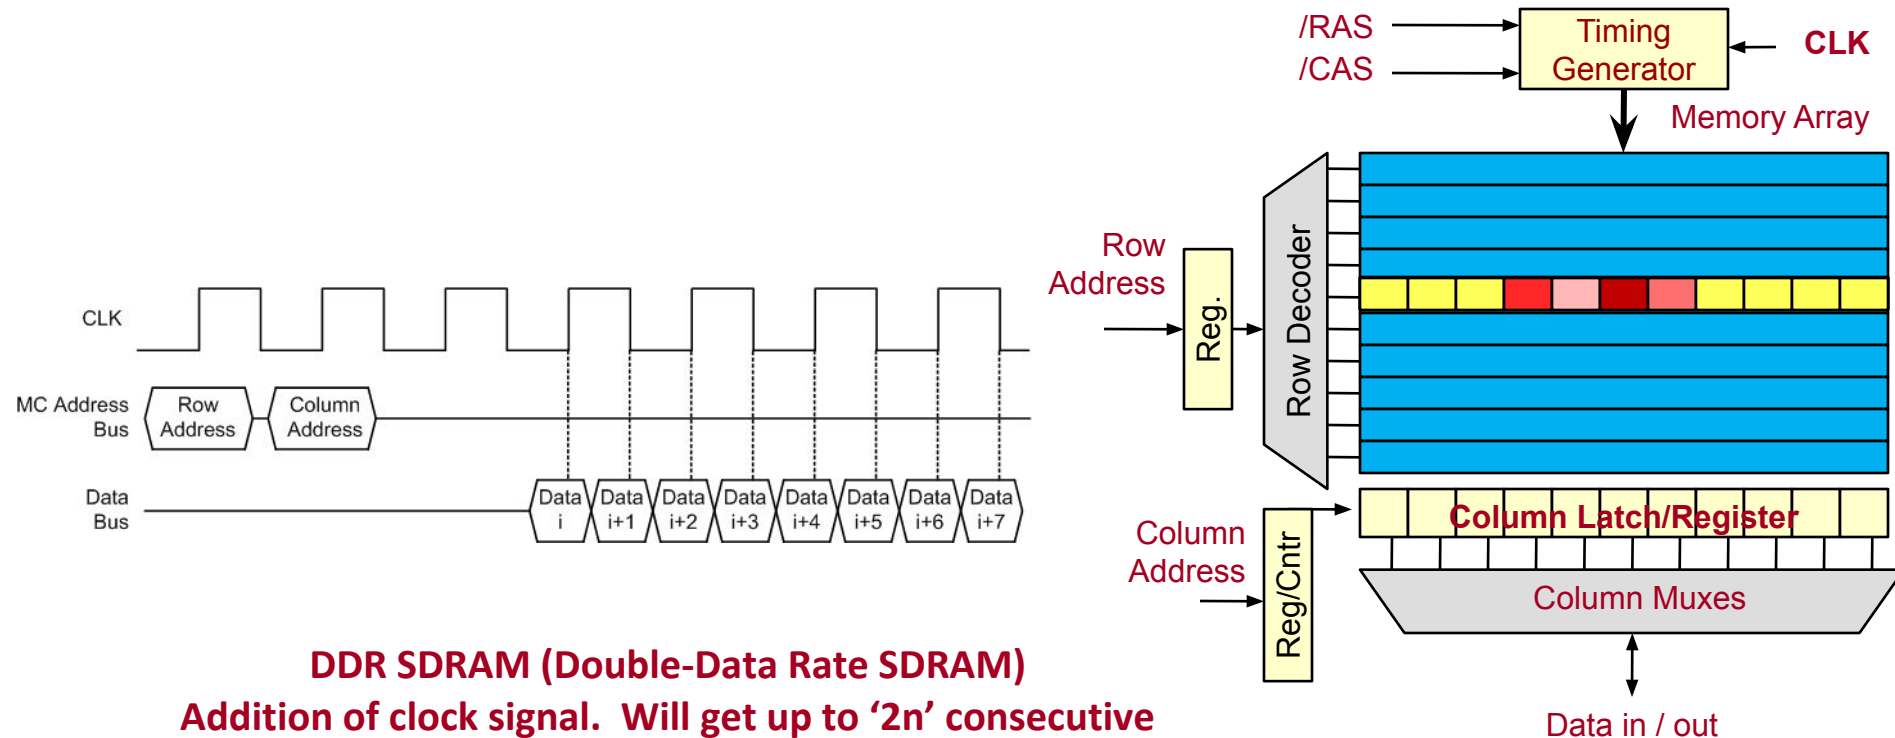 /RAS
/CAS
Timing
Generator
CLK
Memory Array
Row
Address
Reg.
Row Decoder
CLK
MC Address
Bus
Row
Address
Column
Address
Data
Bus
Data
i
Data
i+1
Data
i+2
Data
i+3
Data
i+4
Data
i+5
Data
i+6
Data
i+7
Column Latch/Register
Column
Address
Reg/Cntr
Column Muxes
Data in / out
DDR SDRAM (Double-Data Rate SDRAM)
Addition of clock signal.  Will get up to ‘2n’ consecutive